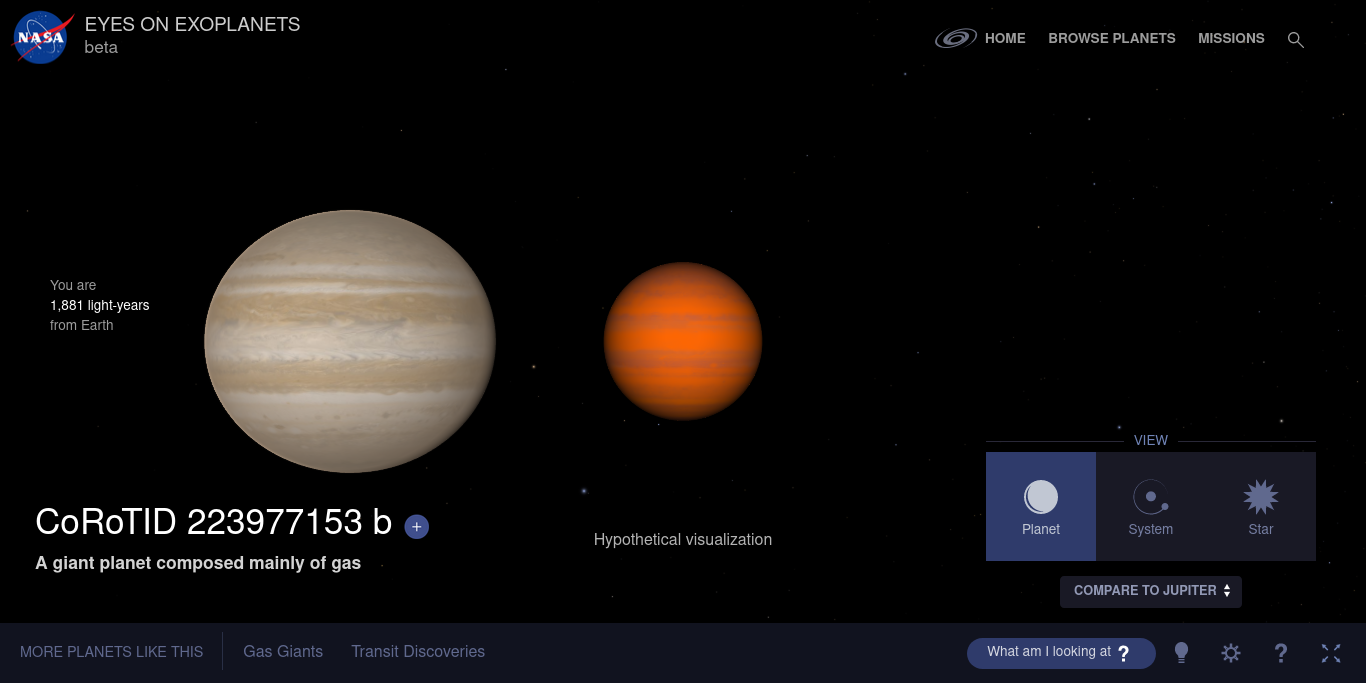 NASA
EYES ON EXOPLANETS
beta
HOME
BROWSE PLANETS
MISSIONS
You are
1,881 light-years
from Earth
CoRoTID 223977153 b +
A giant planet composed mainly of gas
Hypothetical visualization
VIEW
Planet
System
Star
COMPARE TO JUPITER
MORE PLANETS LIKE THIS
Gas Giants
Transit Discoveries
What am I looking at ?
?